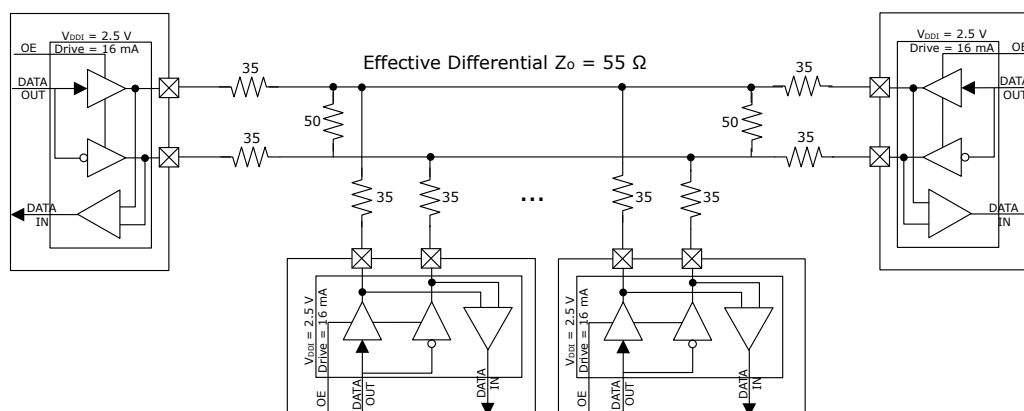 VDDI = 2.5 V
Drive = 16 mA
OE
DATA
OUT
DATA
IN
35
35
50
Effective Differential Zo = 55 Ω
35
35
50
VDDI = 2.5 V
Drive = 16 mA
OE
DATA
OUT
DATA
IN
35
35
...
35
35
VDDI = 2.5 V
Drive = 16 mA
OE
DATA
OUT
DATA
IN
VDDI = 2.5 V
Drive = 16 mA
OE
DATA
OUT
DATA
IN